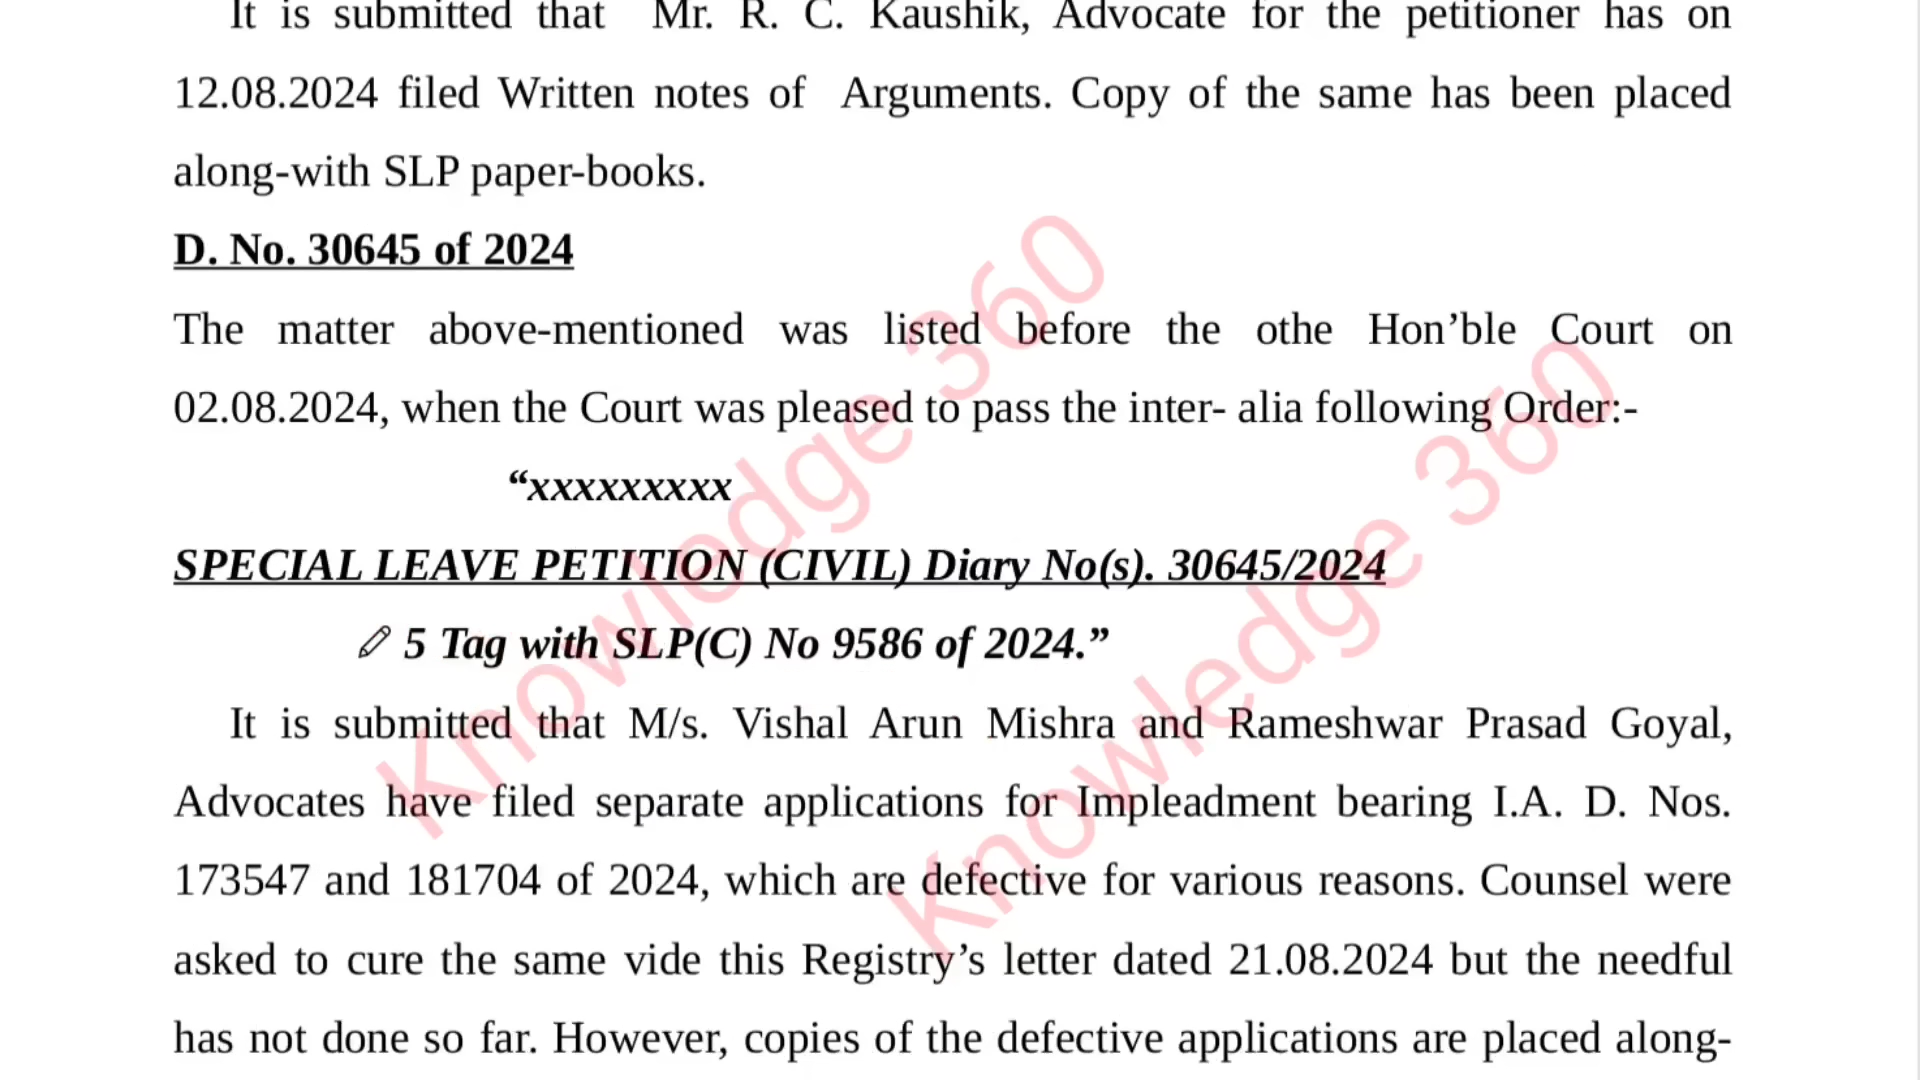 It is submitted that Mr. R. C. Kaushik, Advocate for the petitioner has on
12.08.2024 filed Written notes of Arguments. Copy of the same has been placed
along-with SLP paper-books.
D. No. 30645 of 2024
The matter above-mentioned was listed before the othe Hon’ble Court on
02.08.2024, when the Court was pleased to pass the inter- alia following Order:-
“xxxxxxxxx
SPECIAL LEAVE PETITION (CIVIL) Diary No(s). 30645/2024
5 Tag with SLP(C) No 9586 of 2024.”
It is submitted that M/s. Vishal Arun Mishra and Rameshwar Prasad Goyal,
Advocates have filed separate applications for Impleadment bearing I.A. D. Nos.
173547 and 181704 of 2024, which are defective for various reasons. Counsel were
asked to cure the same vide this Registry’s letter dated 21.08.2024 but the needful
has not done so far. However, copies of the defective applications are placed along-
Knowledge 360
Knowledge 360